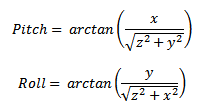 Pitch = arctan(x / √(z² + y²))
Roll = arctan(y / √(z² + x²))